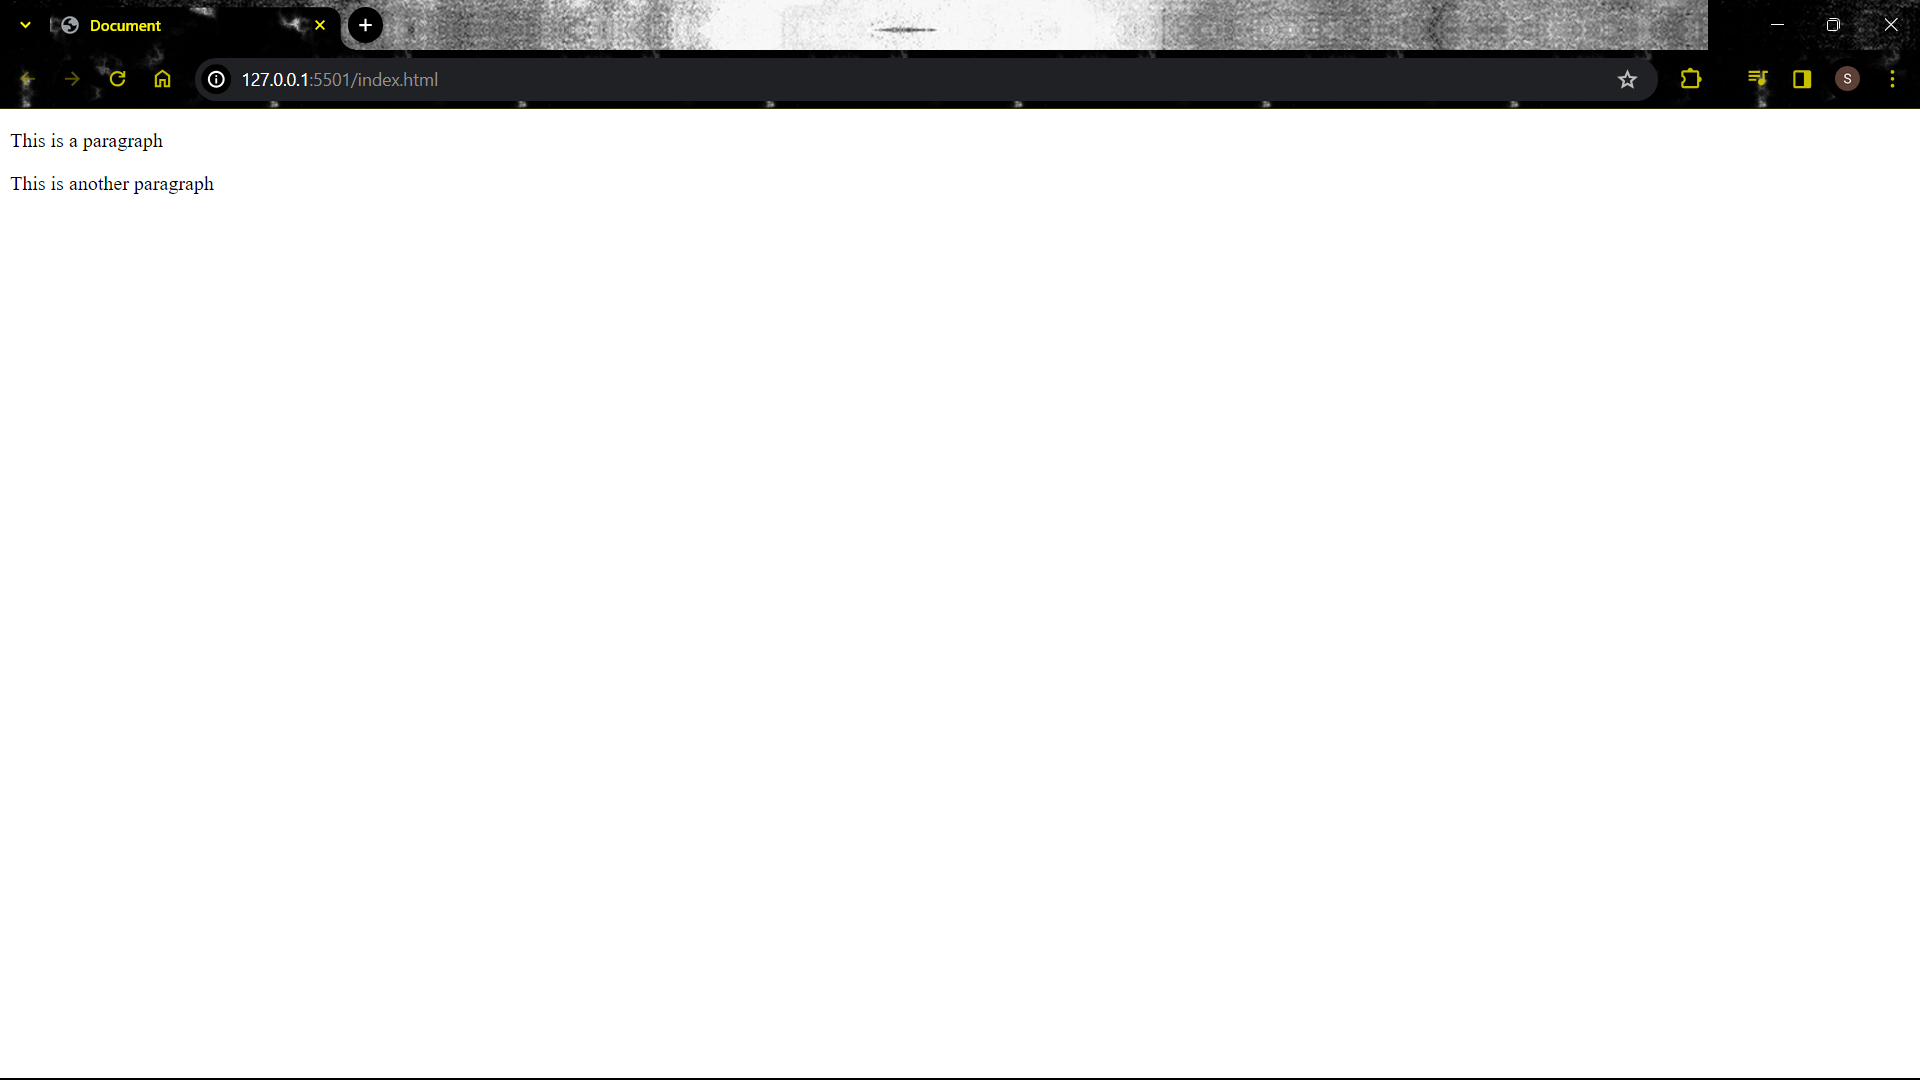 Document
127.0.0.1:5501/index.html
S
This is a paragraph
This is another paragraph